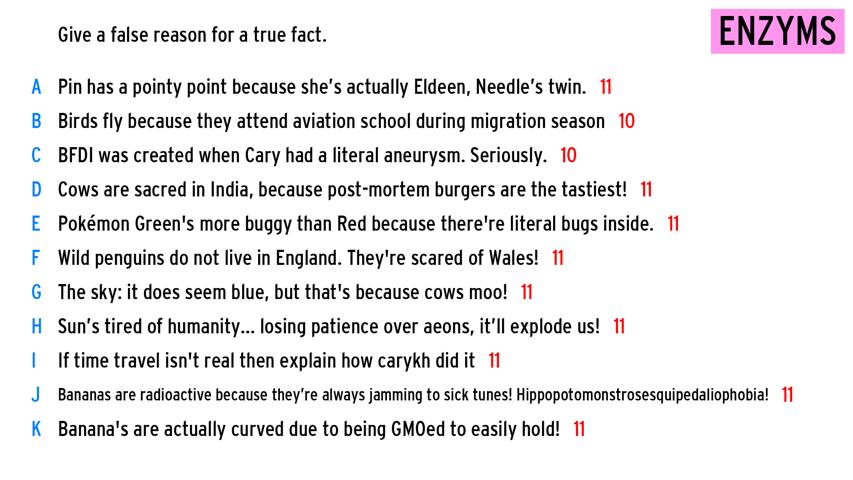 Give a false reason for a true fact.
ENZYMS
A Pin has a pointy point because she’s actually Eldeen, Needle’s twin. 11
B Birds fly because they attend aviation school during migration season 10
C BFDI was created when Cary had a literal aneurysm. Seriously. 10
D Cows are sacred in India, because post-mortem burgers are the tastiest! 11
E Pokémon Green's more buggy than Red because there're literal bugs inside. 11
F Wild penguins do not live in England. They're scared of Wales! 11
G The sky: it does seem blue, but that's because cows moo! 11
H Sun’s tired of humanity... losing patience over aeons, it’ll explode us! 11
I If time travel isn't real then explain how carykh did it 11
J Bananas are radioactive because they’re always jamming to sick tunes! Hippopotomonstrosesquipedaliophobia! 11
K Banana's are actually curved due to being GMOed to easily hold! 11